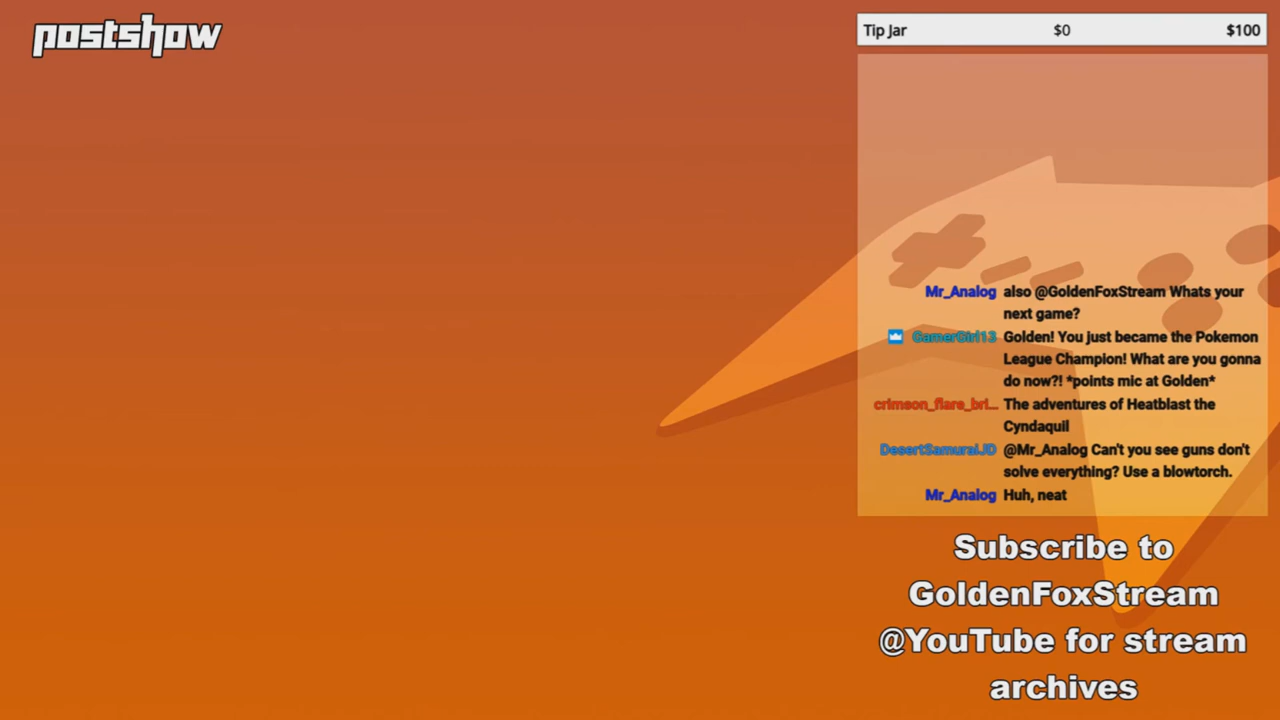 postshow
Tip Jar $0 $100
Mr_Analog also @GoldenFoxStream Whats your
next game?
GamerGirl13 Golden! You just became the Pokemon
League Champion! What are you gonna
do now?! *points mic at Golden*
crimson_flare_bri... The adventures of Heatblast the
Cyndaquil
DesertSamuraiJD @Mr_Analog Can't you see guns don't
solve everything? Use a blowtorch.
Mr_Analog Huh, neat
Subscribe to
GoldenFoxStream
@YouTube for stream
archives